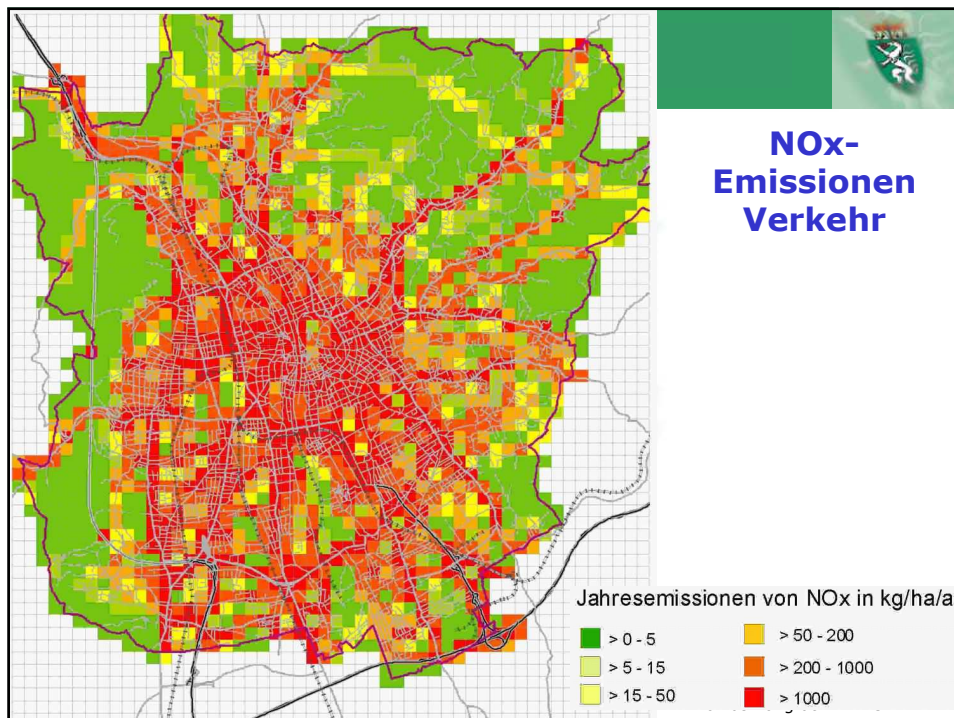 NOx-
Emissionen
Verkehr
Jahresemissionen von NOx in kg/ha/a
> 0 - 5
> 5 - 15
> 15 - 50
> 50 - 200
> 200 - 1000
> 1000